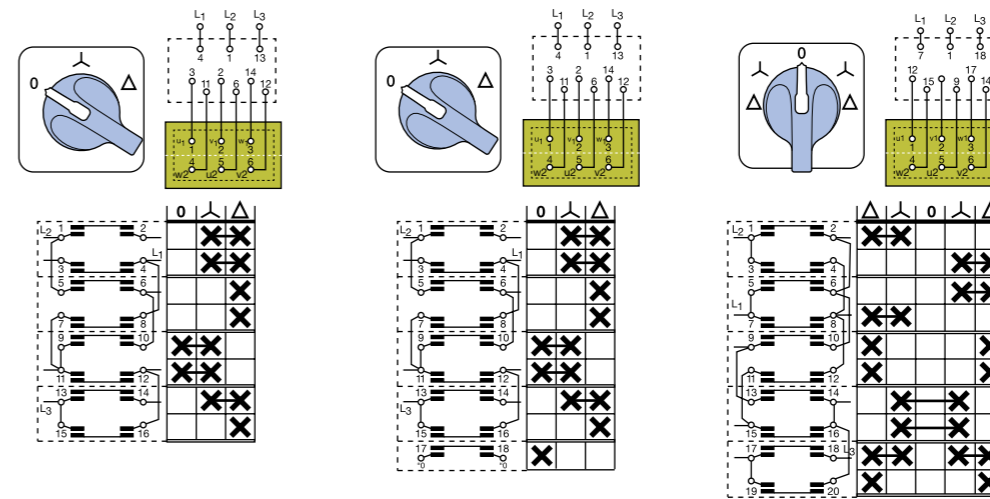 L1 L2 L3
4 1 13
3 11 2 6 14 12
0 Δ
u1 v1 w1
1 2 3
4 5 6
w2 u2 v2
0 Δ
L2 1 2
3 4 L1
5 6
7 8
9 10
11 12
13 14
L3
15 16
L1 L2 L3
4 1 13
3 11 2 6 14 12
0 Δ
u1 v1 w1
1 2 3
4 5 6
w2 u2 v2
0 Δ
L2 1 2
3 4 L1
5 6
7 8
9 10
11 12
13 14
L3
15 16
17 18
L1 L2 L3
7 1 18
12 15 9 17 14
0
Δ Δ
u1 v1 w1
1 2 3
4 5 6
w2 u2 v2
Δ 0 Δ
L2 1 2
3 4
5 6
L1
7 8
9 10
11 12
13 14
15 16
17 18 L3
19 20